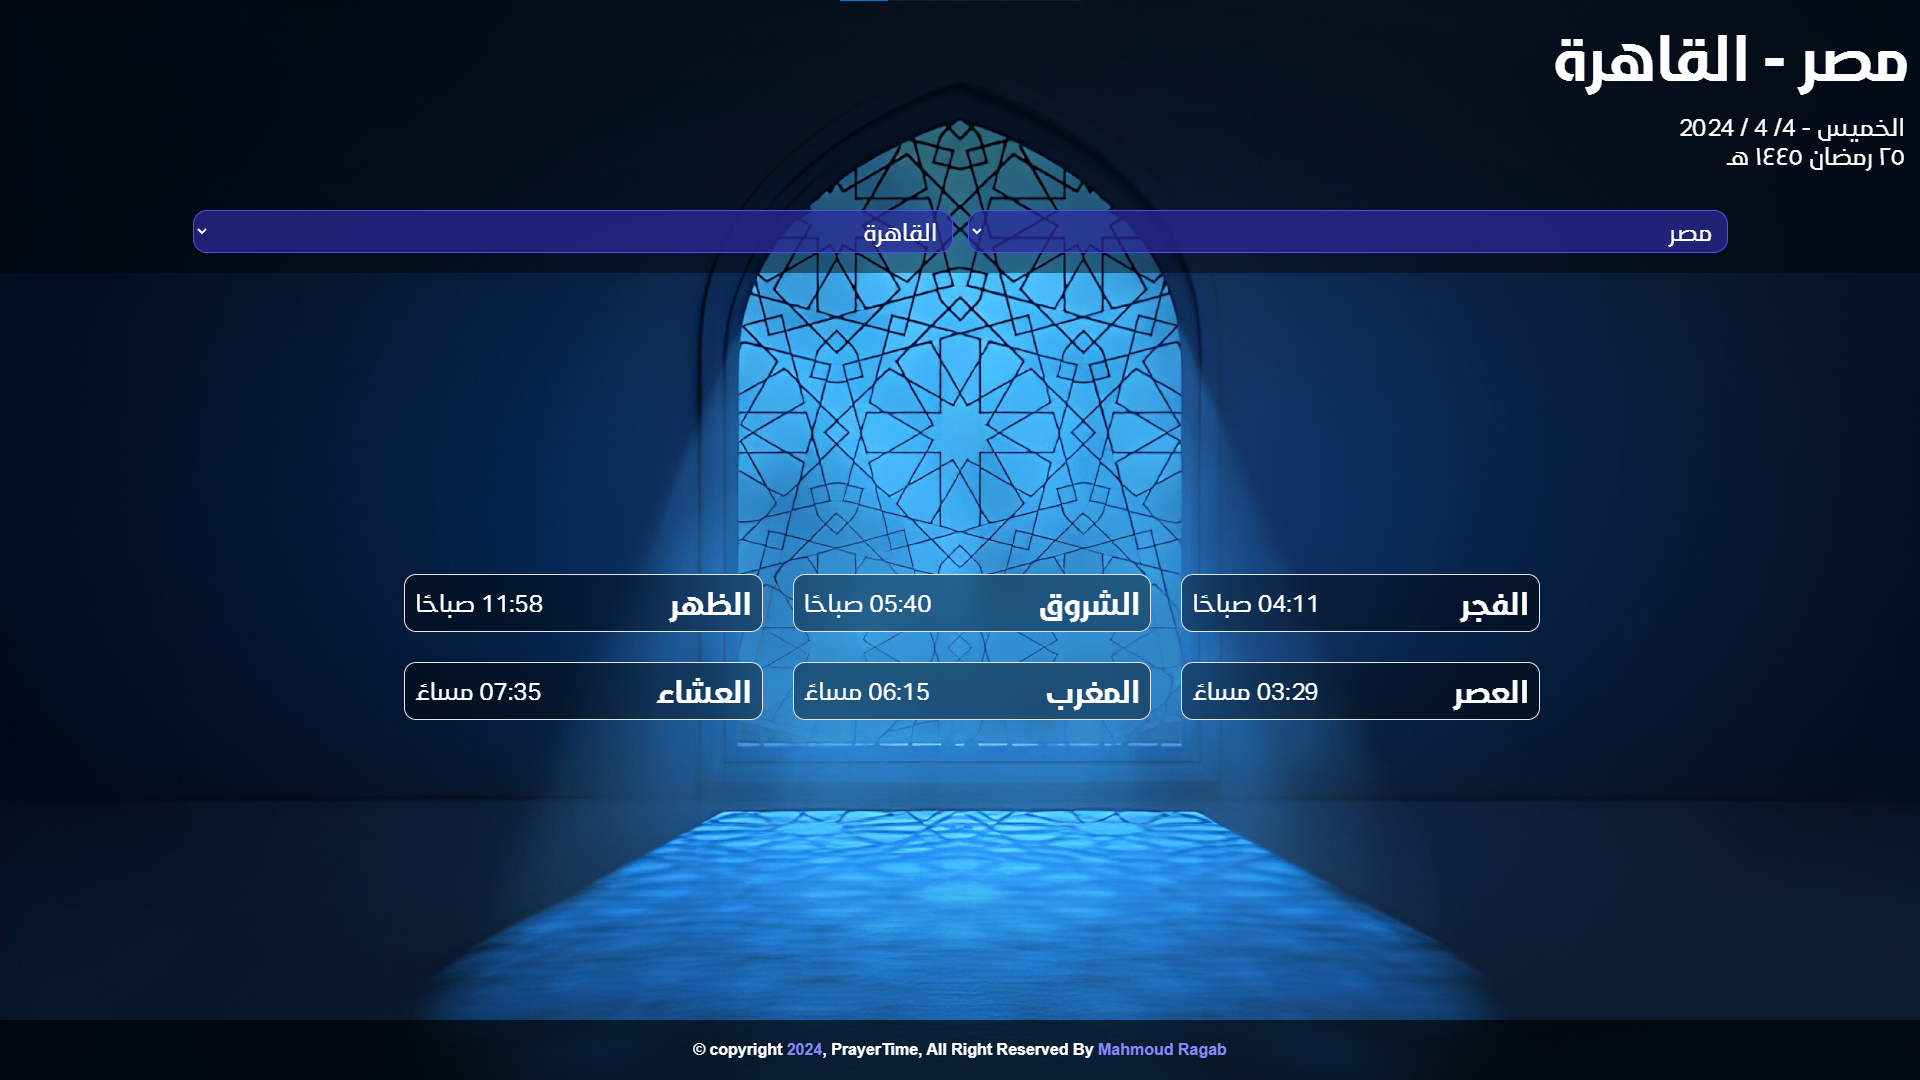 مصر - القاهرة
الخميس - 4/ 4 / 2024
٢٥ رمضان ١٤٤٥ هـ
مصر
القاهرة
الفجر 04:11 صباحًا
الشروق 05:40 صباحًا
الظهر 11:58 صباحًا
العصر 03:29 مساءً
المغرب 06:15 مساءً
العشاء 07:35 مساءً
© copyright 2024, PrayerTime, All Right Reserved By Mahmoud Ragab